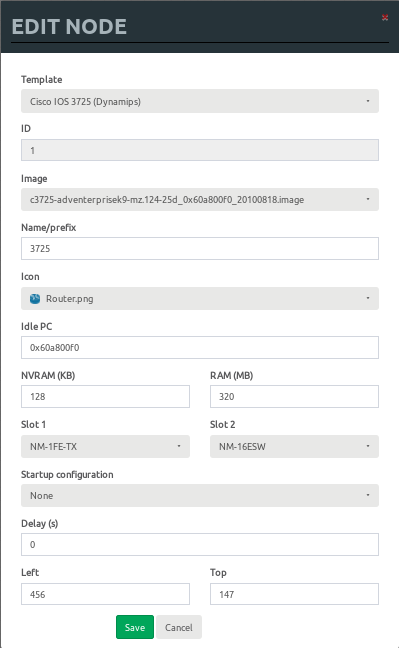 EDIT NODE
Template
Cisco IOS 3725 (Dynamips)
ID
1
Image
c3725-adventerprisek9-mz.124-25d_0x60a800f0_20100818.image
Name/prefix
3725
Icon
Router.png
Idle PC
0x60a800f0
NVRAM (KB) RAM (MB)
128 320
Slot 1 Slot 2
NM-1FE-TX NM-16ESW
Startup configuration
None
Delay (s)
0
Left Top
456 147
Save Cancel